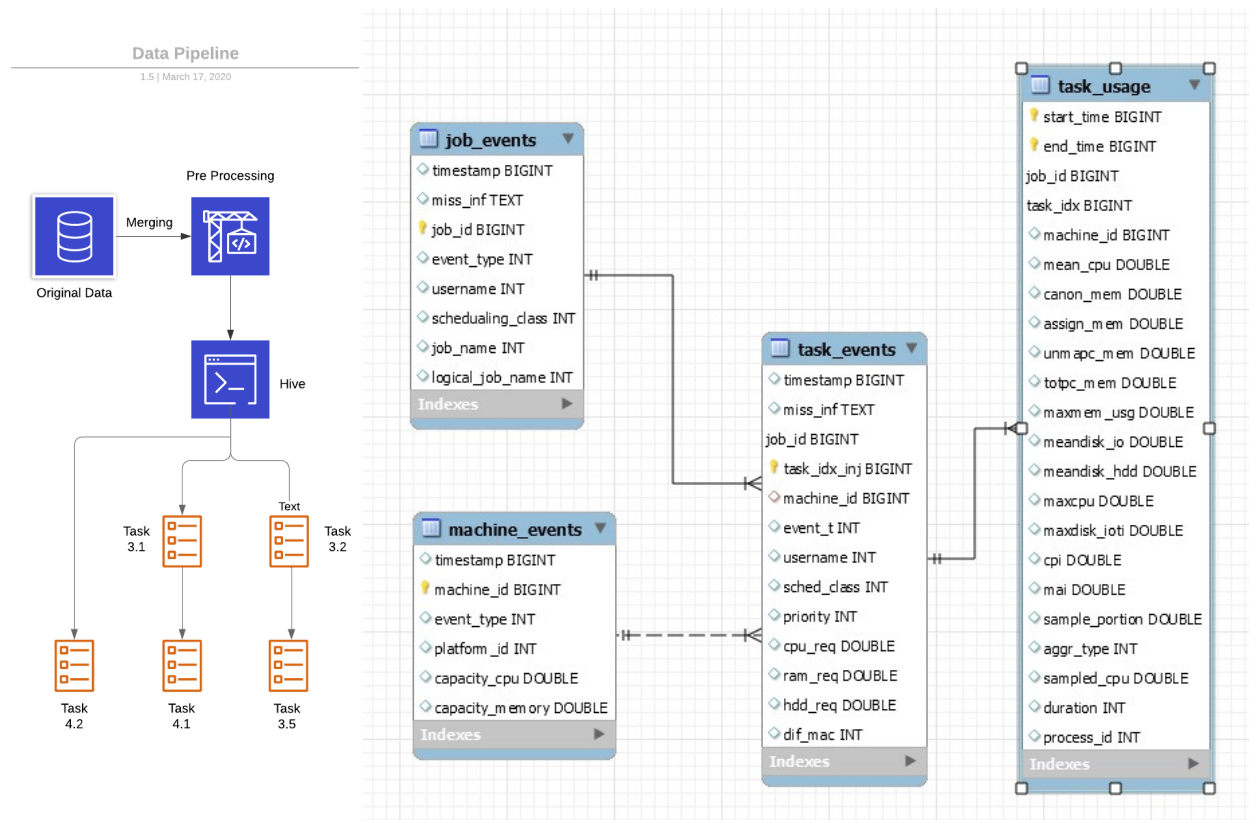 Data Pipeline
1.5 | March 17, 2020
Pre Processing
Merging
Original Data
Hive
Text
Task
3.1
Task
3.2
Task
4.2
Task
4.1
Task
3.5
job_events
timestamp BIGINT
miss_inf TEXT
job_id BIGINT
event_type INT
username INT
schedualing_class INT
job_name INT
logical_job_name INT
Indexes
machine_events
timestamp BIGINT
machine_id BIGINT
event_type INT
platform_id INT
capacity_cpu DOUBLE
capacity_memory DOUBLE
Indexes
task_events
timestamp BIGINT
miss_inf TEXT
job_id BIGINT
task_idx_inj BIGINT
machine_id BIGINT
event_t INT
username INT
sched_class INT
priority INT
cpu_req DOUBLE
ram_req DOUBLE
hdd_req DOUBLE
dif_mac INT
Indexes
task_usage
start_time BIGINT
end_time BIGINT
job_id BIGINT
task_idx BIGINT
machine_id BIGINT
mean_cpu DOUBLE
canon_mem DOUBLE
assign_mem DOUBLE
unmapc_mem DOUBLE
totpc_mem DOUBLE
maxmem_usg DOUBLE
meandisk_io DOUBLE
meandisk_hdd DOUBLE
maxcpu DOUBLE
maxdisk_ioti DOUBLE
cpi DOUBLE
mai DOUBLE
sample_portion DOUBLE
aggr_type INT
sampled_cpu DOUBLE
duration INT
process_id INT
Indexes